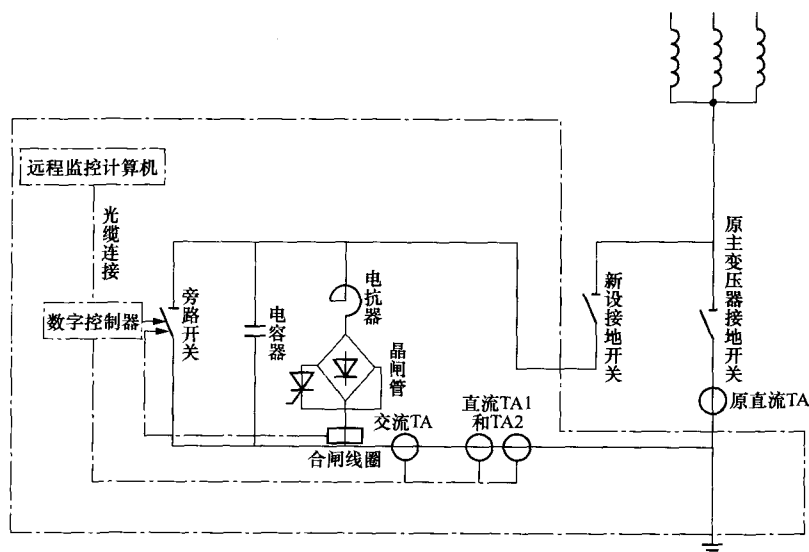 远程监控计算机
光缆连接
数字控制器
旁路开关
电容器
电抗器
晶闸管
合闸线圈
交流TA
直流TA1
和TA2
新设接地开关
原主变压器接地开关
原直流TA